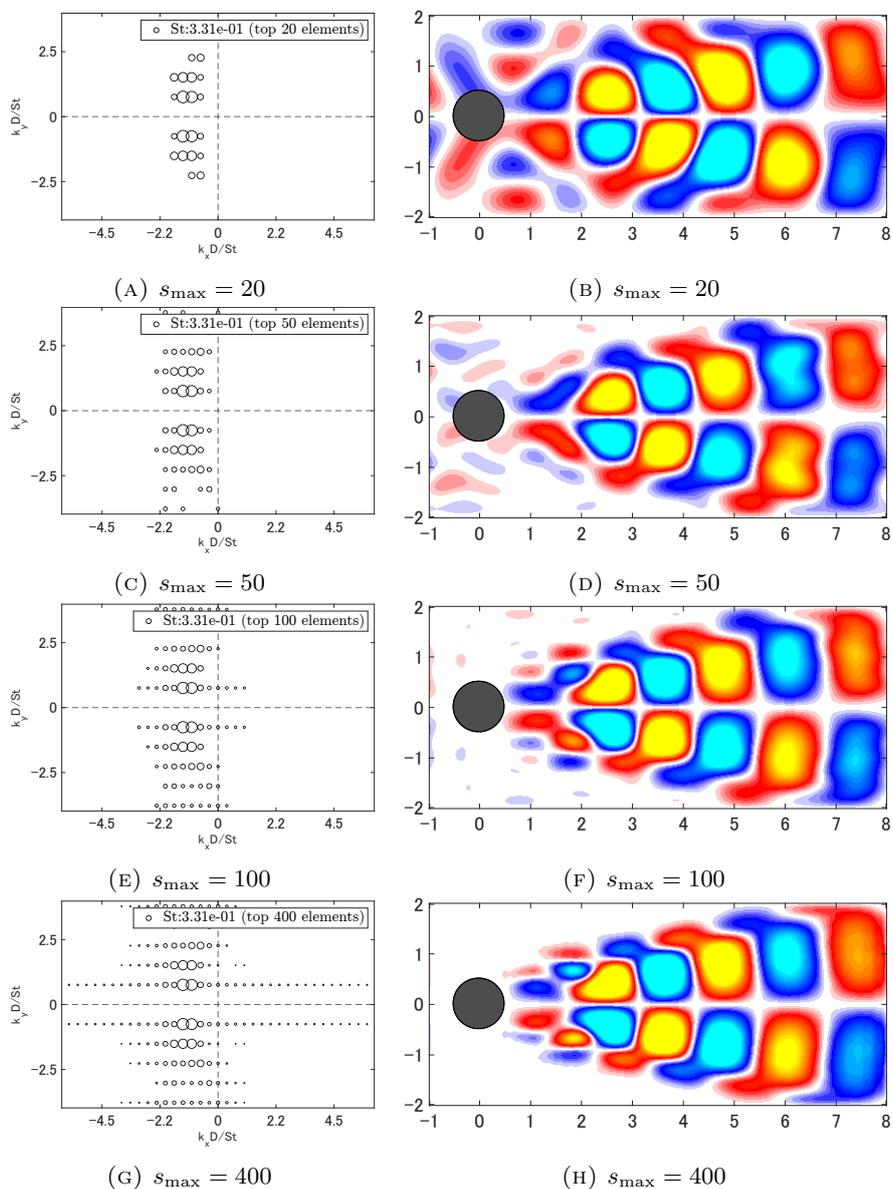 St:3.31e-01 (top 20 elements)
2.5
0
−2.5
k_yD/St
−4.5 −2.2 0 2.2 4.5
k_xD/St
(A) s_max = 20
2
1
0
−1
−2
−1 0 1 2 3 4 5 6 7 8
(B) s_max = 20
St:3.31e-01 (top 50 elements)
2.5
0
−2.5
k_yD/St
−4.5 −2.2 0 2.2 4.5
k_xD/St
(C) s_max = 50
2
1
0
−1
−2
−1 0 1 2 3 4 5 6 7 8
(D) s_max = 50
St:3.31e-01 (top 100 elements)
2.5
0
−2.5
k_yD/St
−4.5 −2.2 0 2.2 4.5
k_xD/St
(E) s_max = 100
2
1
0
−1
−2
−1 0 1 2 3 4 5 6 7 8
(F) s_max = 100
St:3.31e-01 (top 400 elements)
2.5
0
−2.5
k_yD/St
−4.5 −2.2 0 2.2 4.5
k_xD/St
(G) s_max = 400
2
1
0
−1
−2
−1 0 1 2 3 4 5 6 7 8
(H) s_max = 400